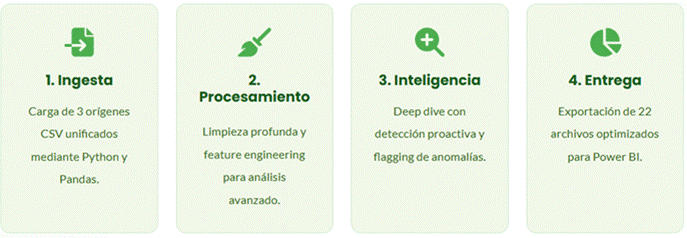 1. Ingesta
Carga de 3 orígenes
CSV unificados
mediante Python y
Pandas.
2.
Procesamiento
Limpieza profunda y
feature engineering
para análisis
avanzado.
3. Inteligencia
Deep dive con
detección proactiva y
flagging de anomalías.
4. Entrega
Exportación de 22
archivos optimizados
para Power BI.